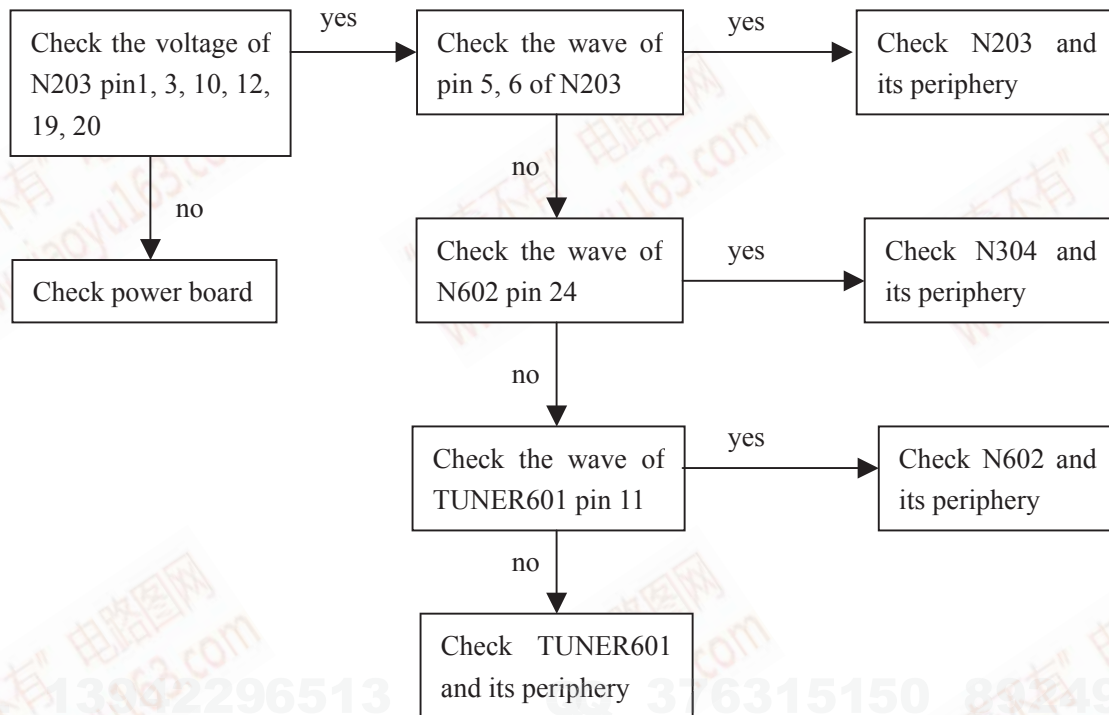 Check the voltage of
N203 pin1, 3, 10, 12,
19, 20
yes
Check the wave of
pin 5, 6 of N203
yes
Check N203 and
its periphery
no
no
Check power board
Check the wave of
N602 pin 24
yes
Check N304 and
its periphery
no
Check the wave of
TUNER601 pin 11
yes
Check N602 and
its periphery
no
Check TUNER601
and its periphery
376315150